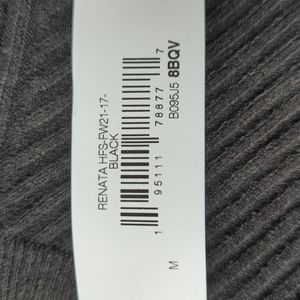 RENATA HFS-FW21-17-
BLACK
1 95111 78877 7
B095J5 8BQV
M